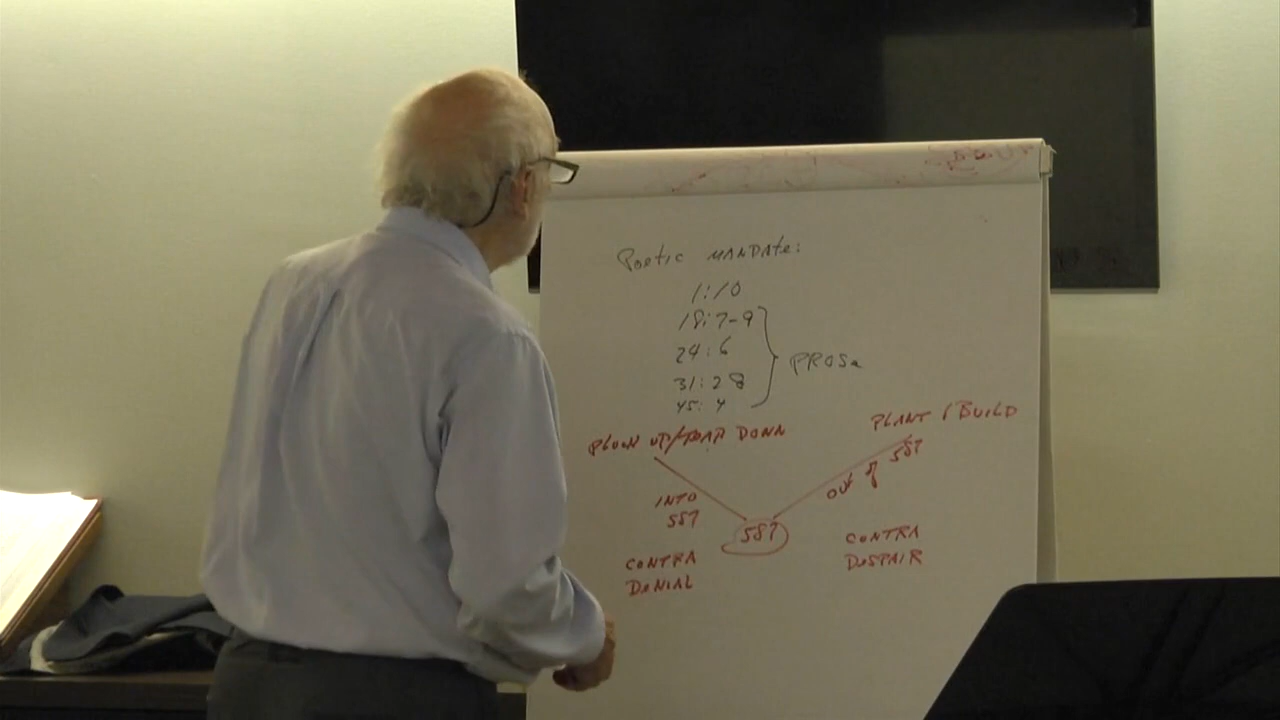 Poetic MANDATe:
1:10
18:7-9
24:6
31:28
45:4
PROSe
PLOW UP/TEAR DOWN
PLANT & BUILD
INTO
587
OUT OF 587
587
CONTRA
DENIAL
CONTRA
DESPAIR